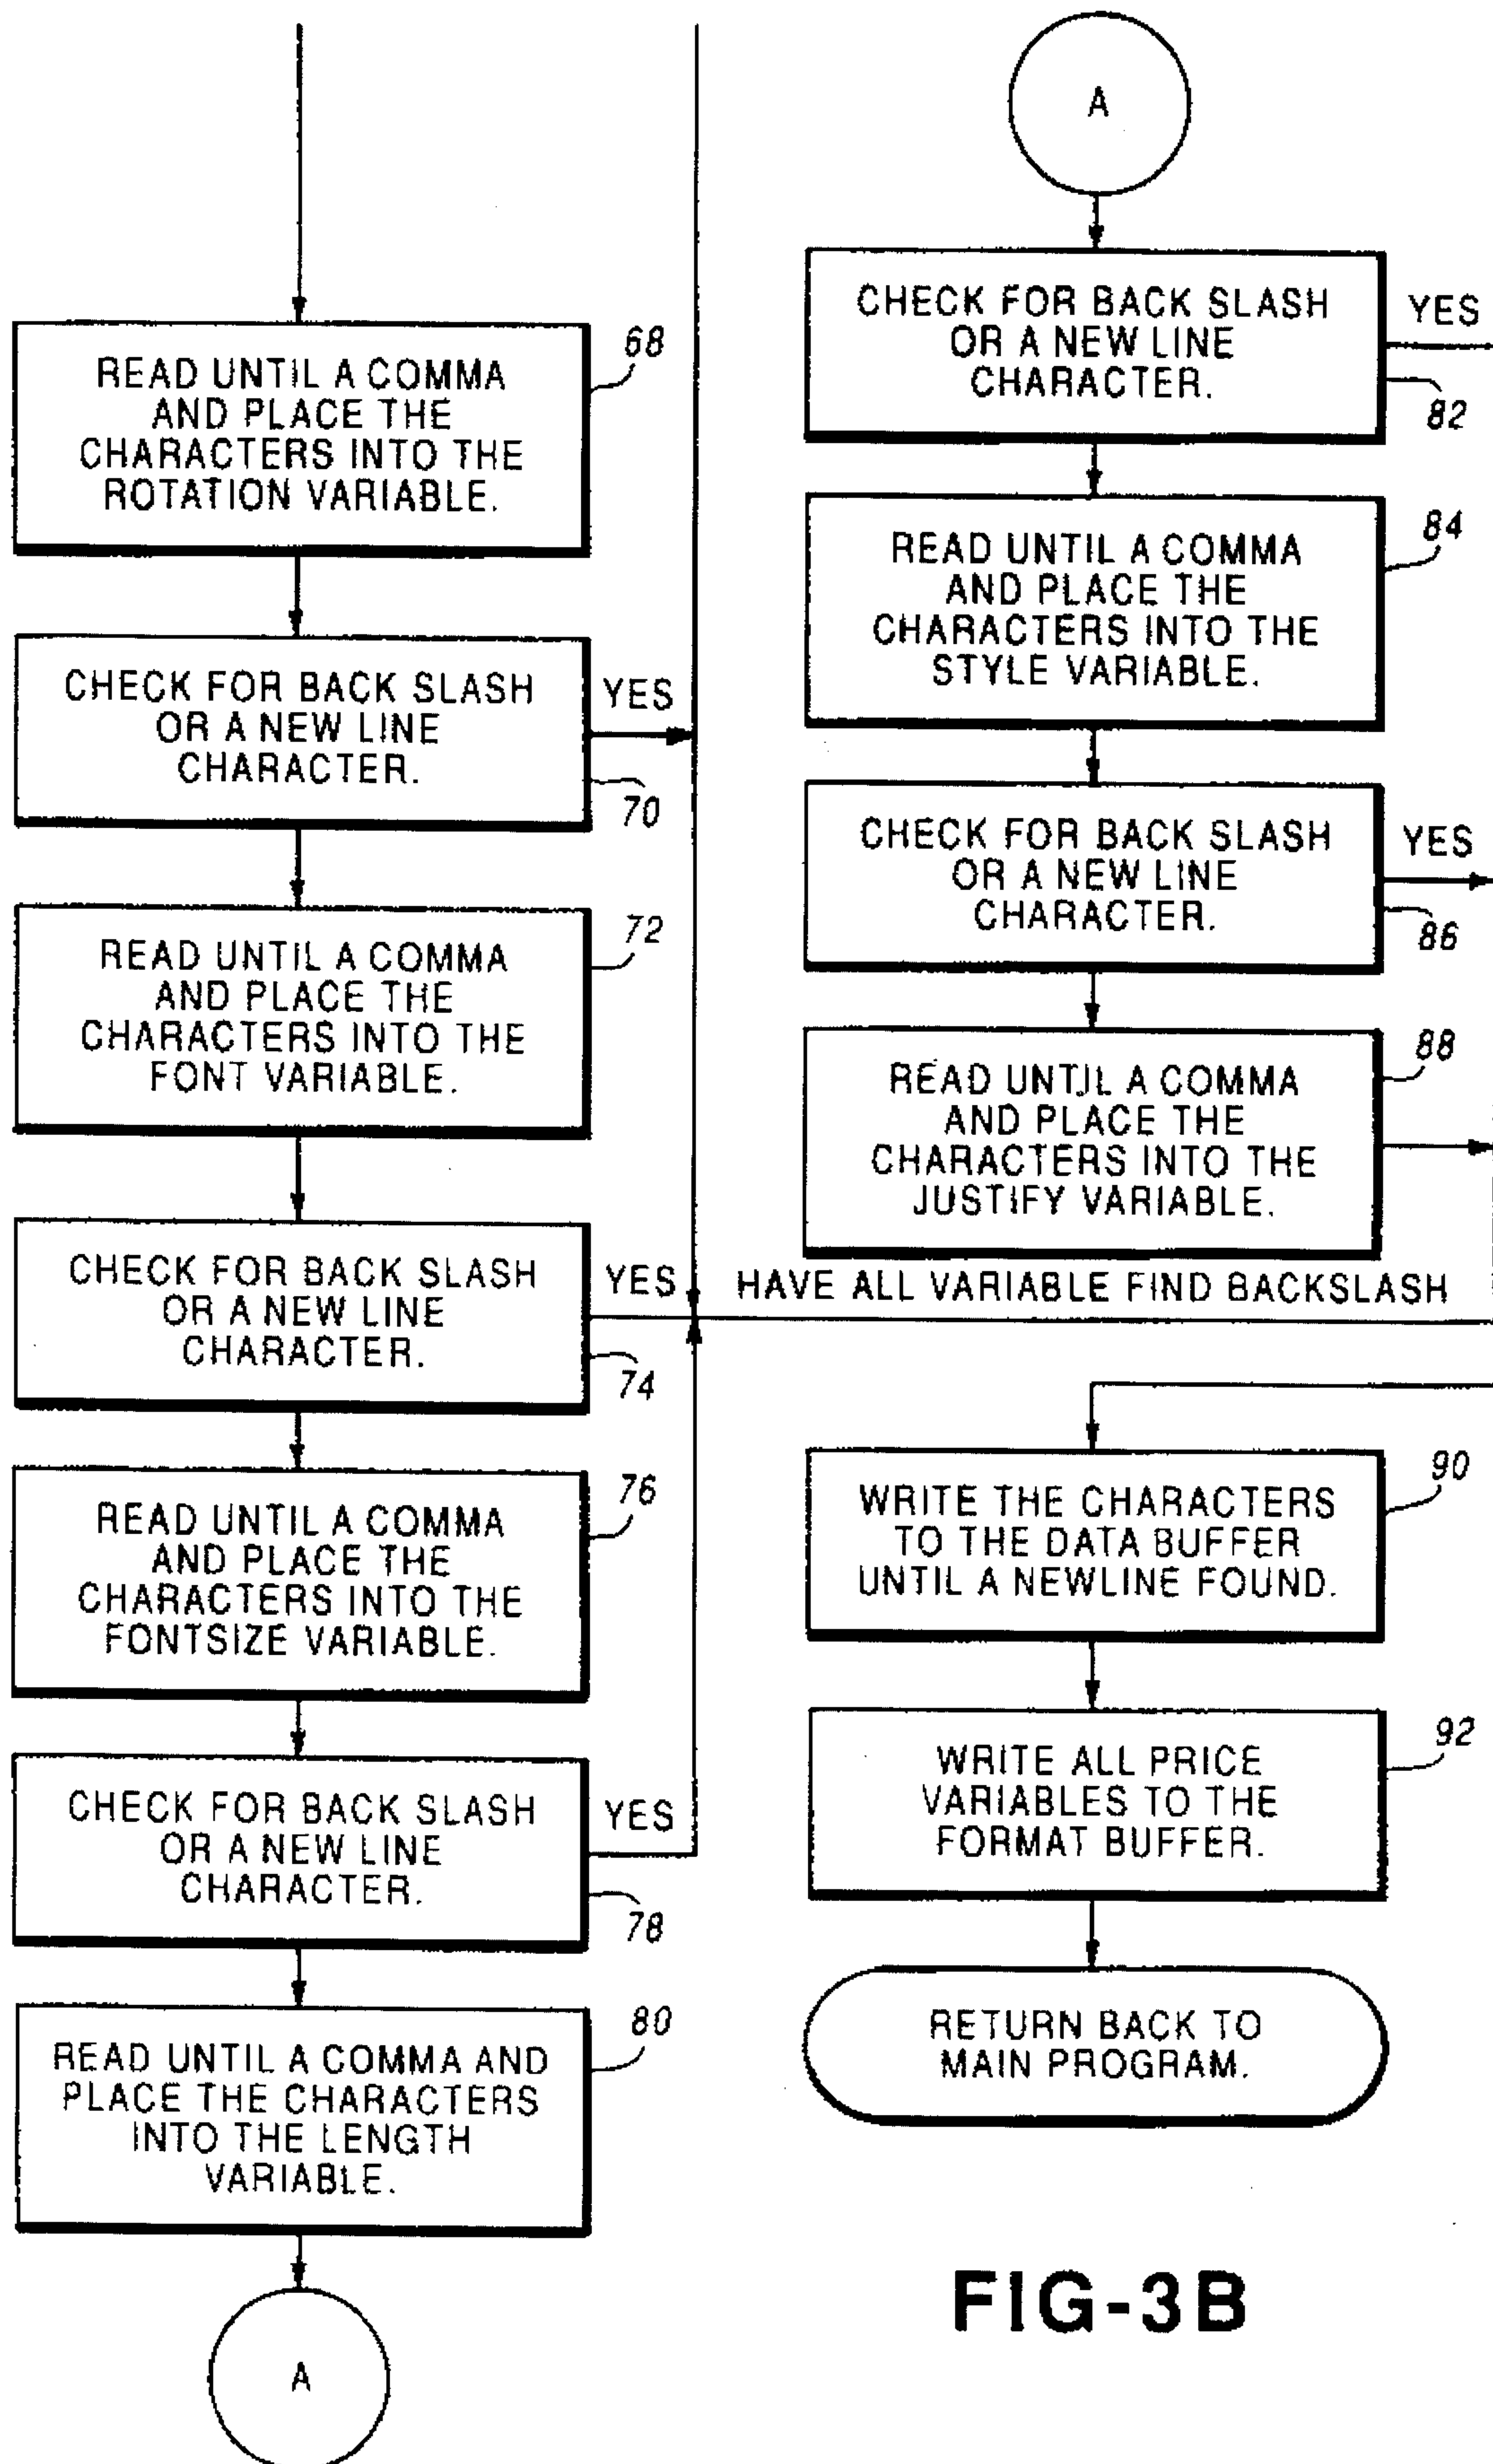 READ UNTIL A COMMA
AND PLACE THE
CHARACTERS INTO THE
ROTATION VARIABLE.
68
CHECK FOR BACK SLASH
OR A NEW LINE
CHARACTER.
YES
70
READ UNTIL A COMMA
AND PLACE THE
CHARACTERS INTO THE
FONT VARIABLE.
72
CHECK FOR BACK SLASH
OR A NEW LINE
CHARACTER.
YES
74
READ UNTIL A COMMA
AND PLACE THE
CHARACTERS INTO THE
FONTSIZE VARIABLE.
76
CHECK FOR BACK SLASH
OR A NEW LINE
CHARACTER.
YES
78
READ UNTIL A COMMA AND
PLACE THE CHARACTERS
INTO THE LENGTH
VARIABLE.
80
A
A
CHECK FOR BACK SLASH
OR A NEW LINE
CHARACTER.
YES
82
READ UNTIL A COMMA
AND PLACE THE
CHARACTERS INTO THE
STYLE VARIABLE.
84
CHECK FOR BACK SLASH
OR A NEW LINE
CHARACTER.
YES
86
READ UNTIL A COMMA
AND PLACE THE
CHARACTERS INTO THE
JUSTIFY VARIABLE.
88
HAVE ALL VARIABLE FIND BACKSLASH
WRITE THE CHARACTERS
TO THE DATA BUFFER
UNTIL A NEWLINE FOUND.
90
WRITE ALL PRICE
VARIABLES TO THE
FORMAT BUFFER.
92
RETURN BACK TO
MAIN PROGRAM.
FIG-3B